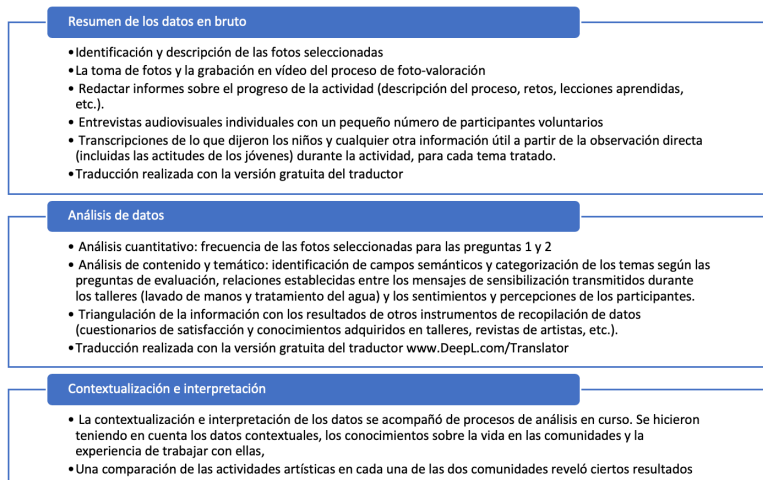 Resumen de los datos en bruto
•Identificación y descripción de las fotos seleccionadas
•La toma de fotos y la grabación en vídeo del proceso de foto-valoración
• Redactar informes sobre el progreso de la actividad (descripción del proceso, retos, lecciones aprendidas,
etc.).
• Entrevistas audiovisuales individuales con un pequeño número de participantes voluntarios
• Transcripciones de lo que dijeron los niños y cualquier otra información útil a partir de la observación directa
(incluidas las actitudes de los jóvenes) durante la actividad, para cada tema tratado.
•Traducción realizada con la versión gratuita del traductor
Análisis de datos
• Análisis cuantitativo: frecuencia de las fotos seleccionadas para las preguntas 1 y 2
• Análisis de contenido y temático: identificación de campos semánticos y categorización de los temas según las
preguntas de evaluación, relaciones establecidas entre los mensajes de sensibilización transmitidos durante
los talleres (lavado de manos y tratamiento del agua) y los sentimientos y percepciones de los participantes.
• Triangulación de la información con los resultados de otros instrumentos de recopilación de datos
(cuestionarios de satisfacción y conocimientos adquiridos en talleres, revistas de artistas, etc.).
•Traducción realizada con la versión gratuita del traductor www.DeepL.com/Translator
Contextualización e interpretación
• La contextualización e interpretación de los datos se acompañó de procesos de análisis en curso. Se hicieron
teniendo en cuenta los datos contextuales, los conocimientos sobre la vida en las comunidades y la
experiencia de trabajar con ellas,
•Una comparación de las actividades artísticas en cada una de las dos comunidades reveló ciertos resultados